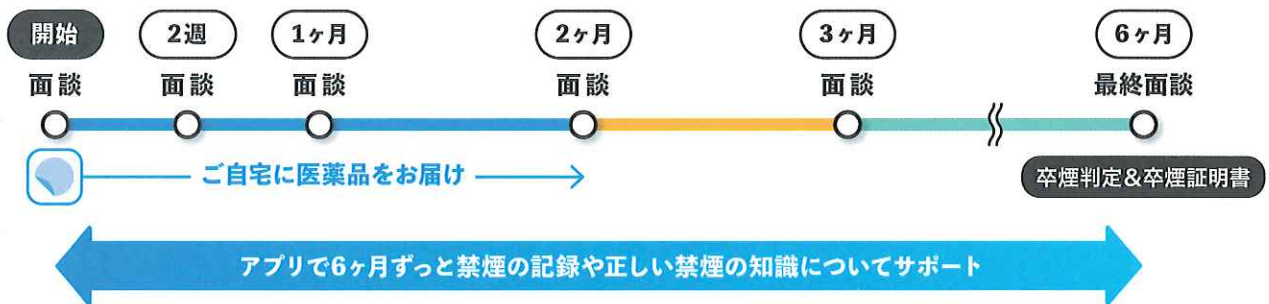 開始 2週 1ヶ月 2ヶ月 3ヶ月 6ヶ月
面談 面談 面談 面談 面談 最終面談
ご自宅に医薬品をお届け
卒煙判定&卒煙証明書
アプリで6ヶ月ずっと禁煙の記録や正しい禁煙の知識についてサポート